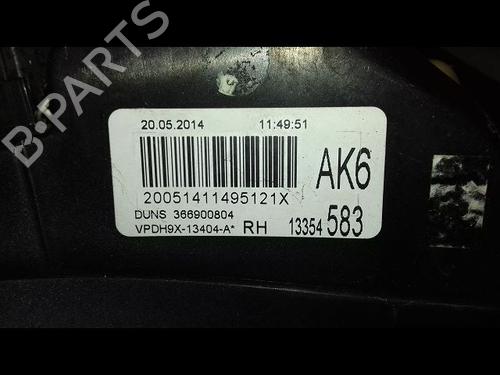 B-PARTS
20.05.2014 11:49:51
20051411495121X
AK6
DUNS 366900804
VPDH9X-13404-A* RH 13354 583